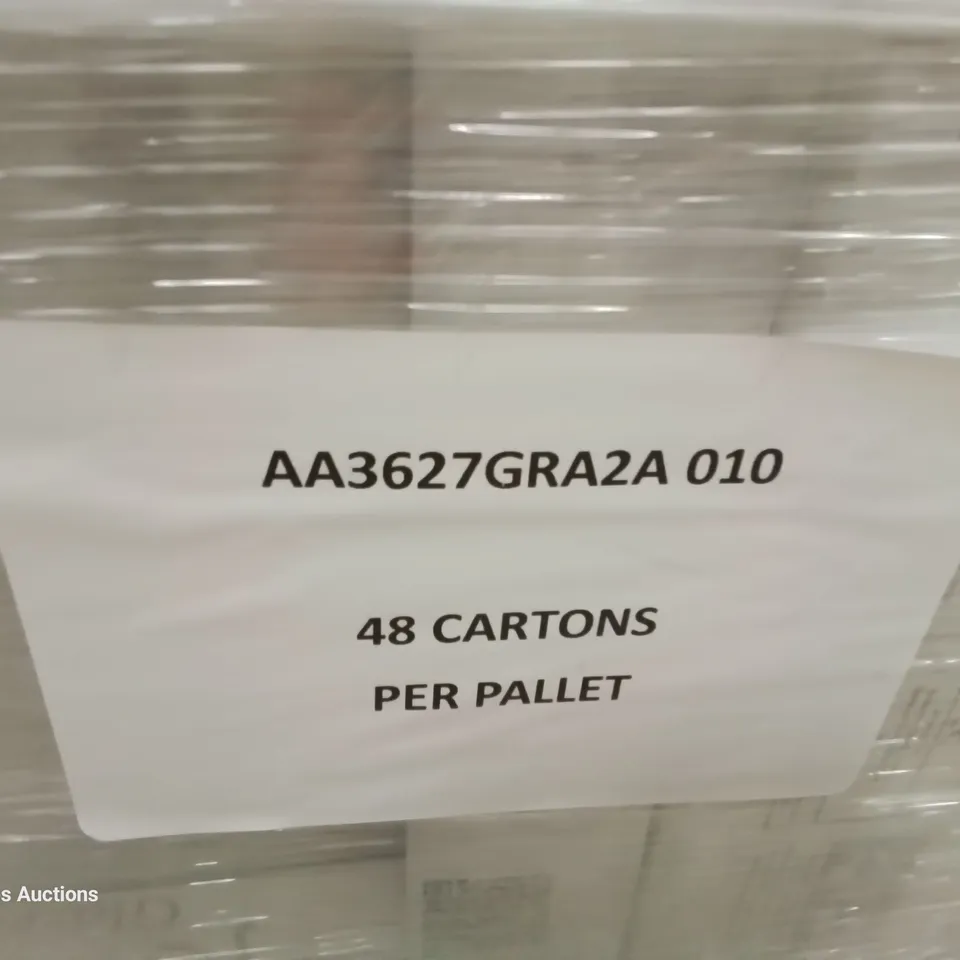 AA3627GRA2A 010
48 CARTONS
PER PALLET
s Auctions